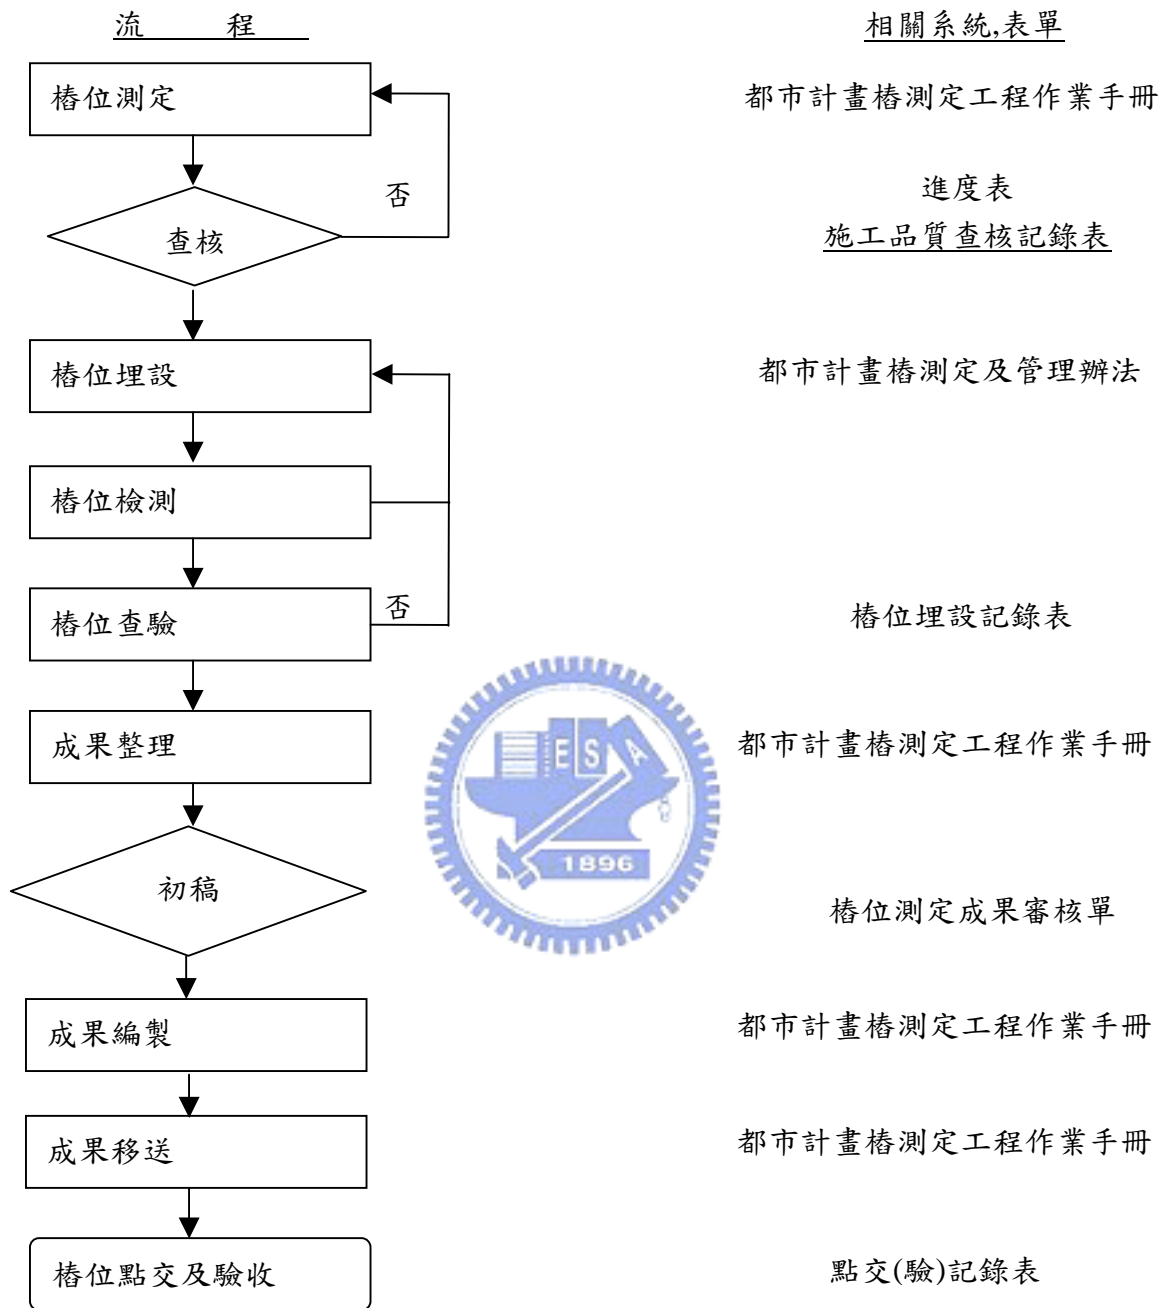 流 程 相關系統,表單
樁位測定 都市計畫樁測定工程作業手冊
否 進度表
查核 施工品質查核記錄表
樁位埋設 都市計畫樁測定及管理辦法
樁位檢測
樁位查驗 否 樁位埋設記錄表
成果整理 都市計畫樁測定工程作業手冊
E S A
1896
初稿 樁位測定成果審核單
成果編製 都市計畫樁測定工程作業手冊
成果移送 都市計畫樁測定工程作業手冊
樁位點交及驗收 點交(驗)記錄表